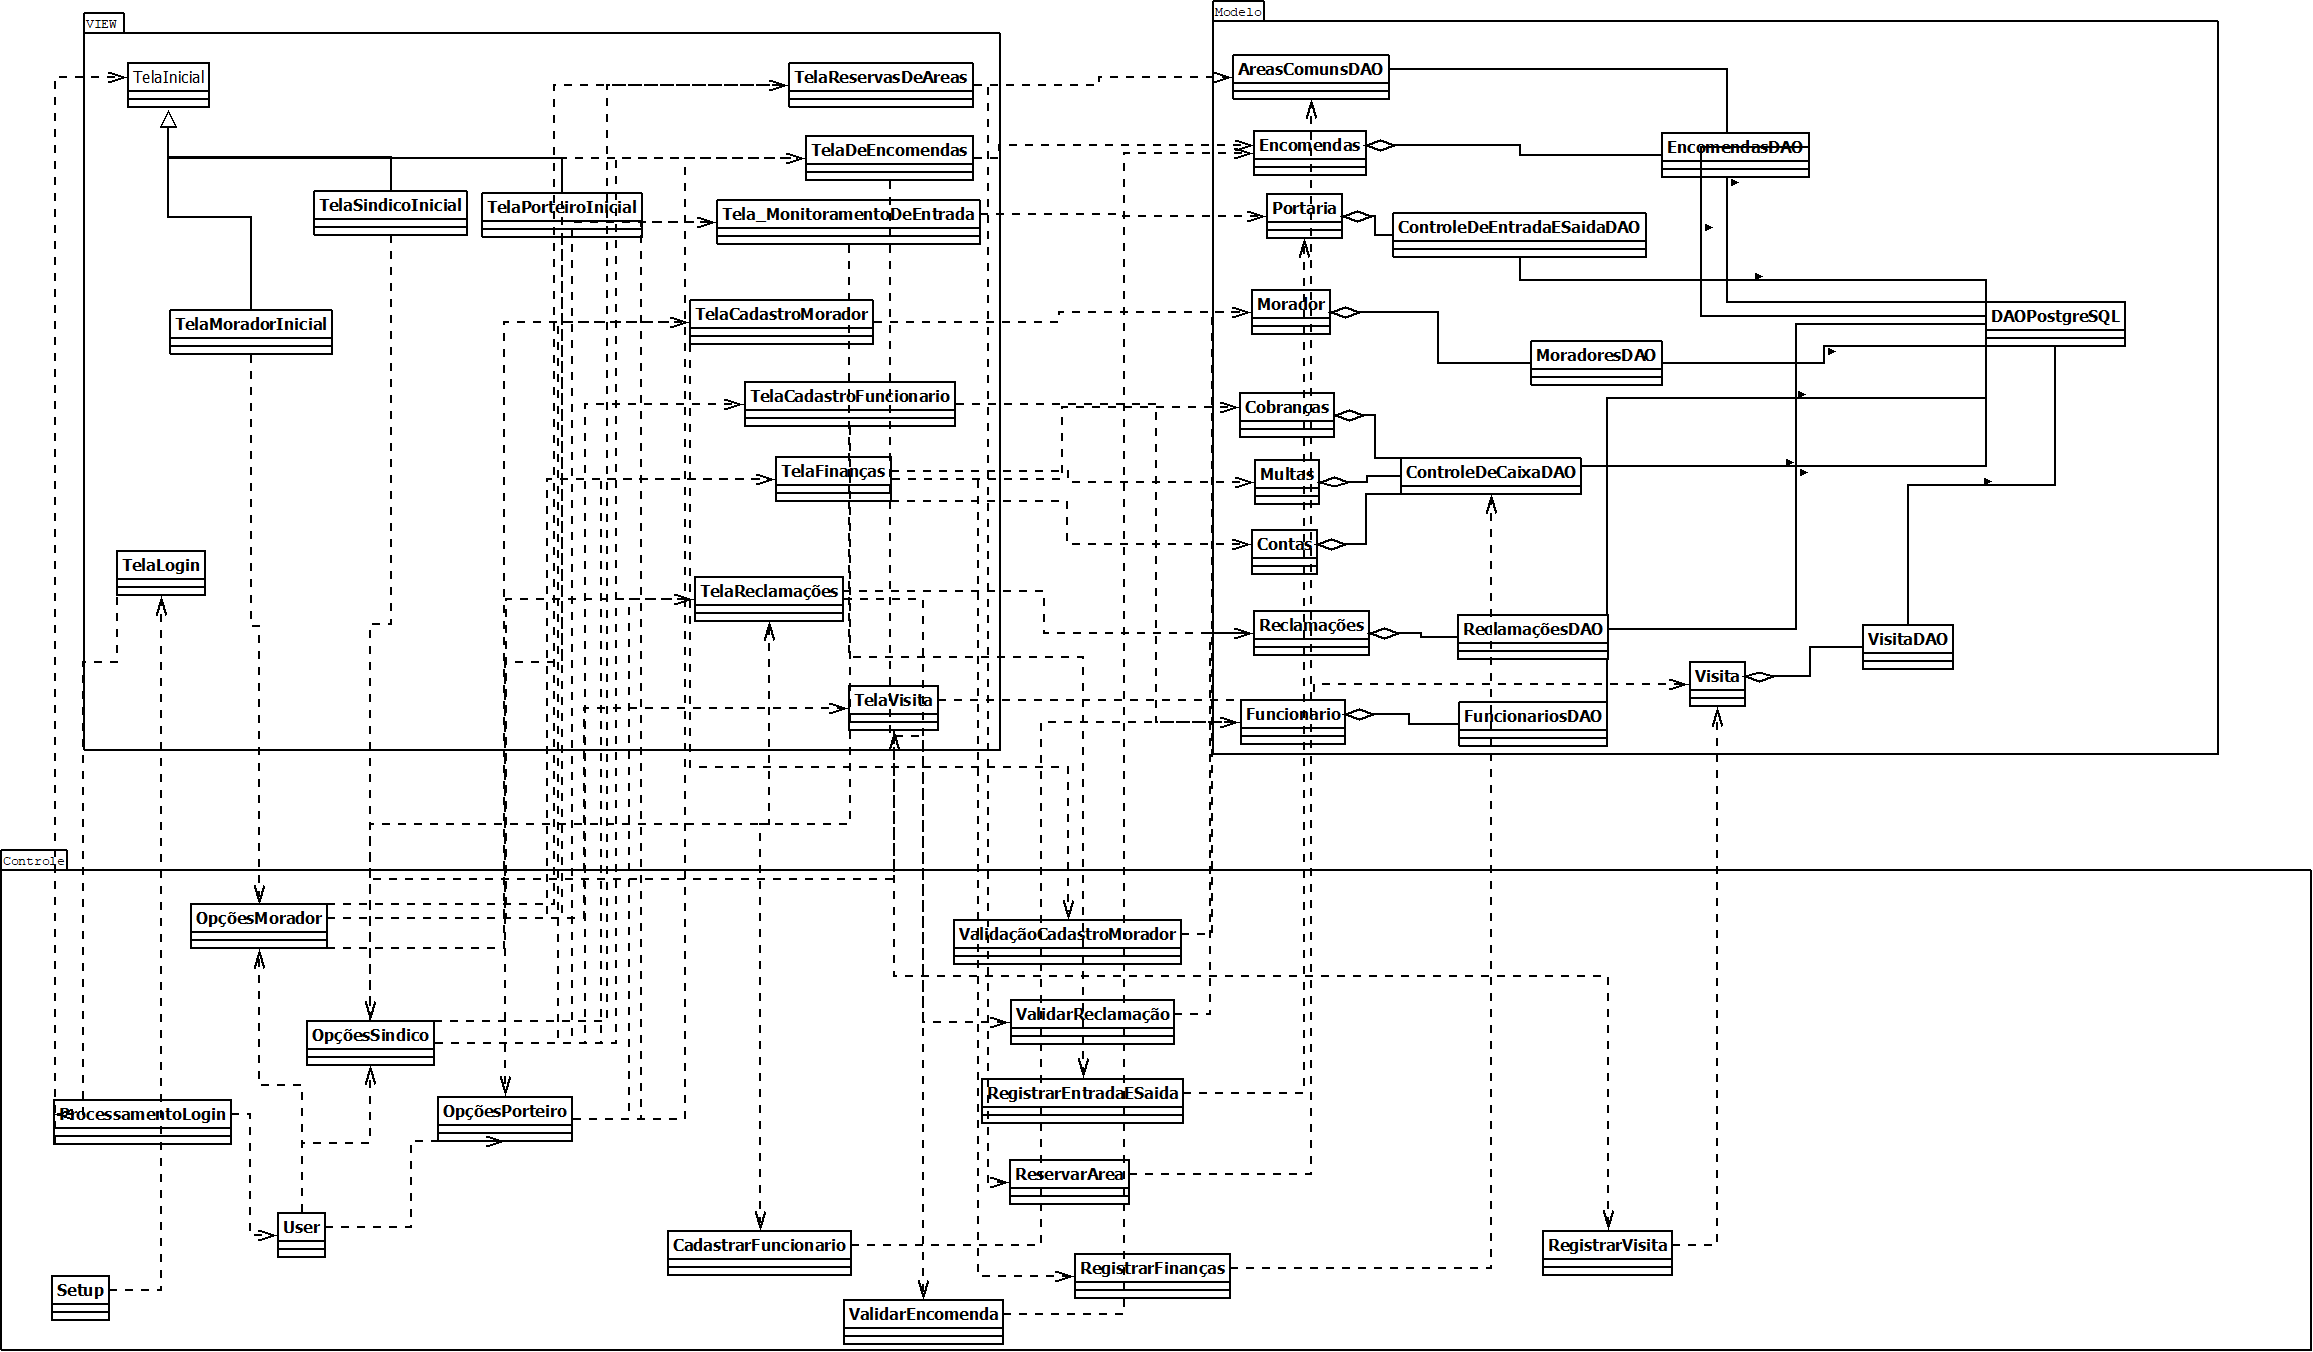 VIEW
TelaInicial
TelaSindicoInicial
TelaPorteiroInicial
TelaMoradorInicial
TelaLogin
TelaReservasDeAreas
TelaDeEncomendas
Tela_MonitoramentoDeEntrada
TelaCadastroMorador
TelaCadastroFuncionario
TelaFinanças
TelaReclamações
TelaVisita
Modelo
AreasComunsDAO
Encomendas
EncomendasDAO
Portaria
ControleDeEntradaESaidaDAO
Morador
DAOPostgreSQL
MoradoresDAO
Cobranças
Multas
ControleDeCaixaDAO
Contas
Reclamações
ReclamaçõesDAO
VisitaDAO
Visita
Funcionario
FuncionariosDAO
Controle
OpçõesMorador
OpçõesSindico
ProcessamentoLogin
OpçõesPorteiro
User
Setup
ValidaçãoCadastroMorador
ValidarReclamação
RegistrarEntradaESaida
ReservarArea
CadastrarFuncionario
RegistrarFinanças
RegistrarVisita
ValidarEncomenda